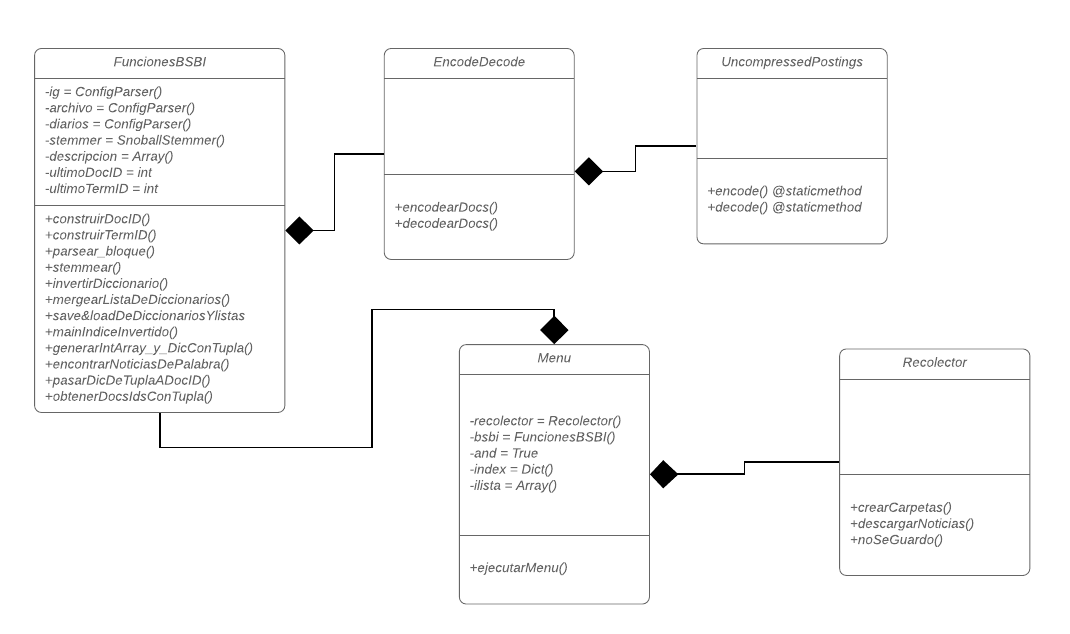 FuncionesBSBI
-ig = ConfigParser()
-archivo = ConfigParser()
-diarios = ConfigParser()
-stemmer = SnoballStemmer()
-descripcion = Array()
-ultimoDocID = int
-ultimoTermID = int
+construirDocID()
+construirTermID()
+parsear_bloque()
+stemmear()
+invertirDiccionario()
+mergearListaDeDiccionarios()
+save&loadDeDiccionariosYlistas
+mainIndiceInvertido()
+generarIntArray_y_DicConTupla()
+encontrarNoticiasDePalabra()
+pasarDicDeTuplaADocID()
+obtenerDocsIdsConTupla()
EncodeDecode
+encodearDocs()
+decodearDocs()
UncompressedPostings
+encode() @staticmethod
+decode() @staticmethod
Menu
-recolector = Recolector()
-bsbi = FuncionesBSBI()
-and = True
-index = Dict()
-ilista = Array()
+ejecutarMenu()
Recolector
+crearCarpetas()
+descargarNoticias()
+noSeGuardo()